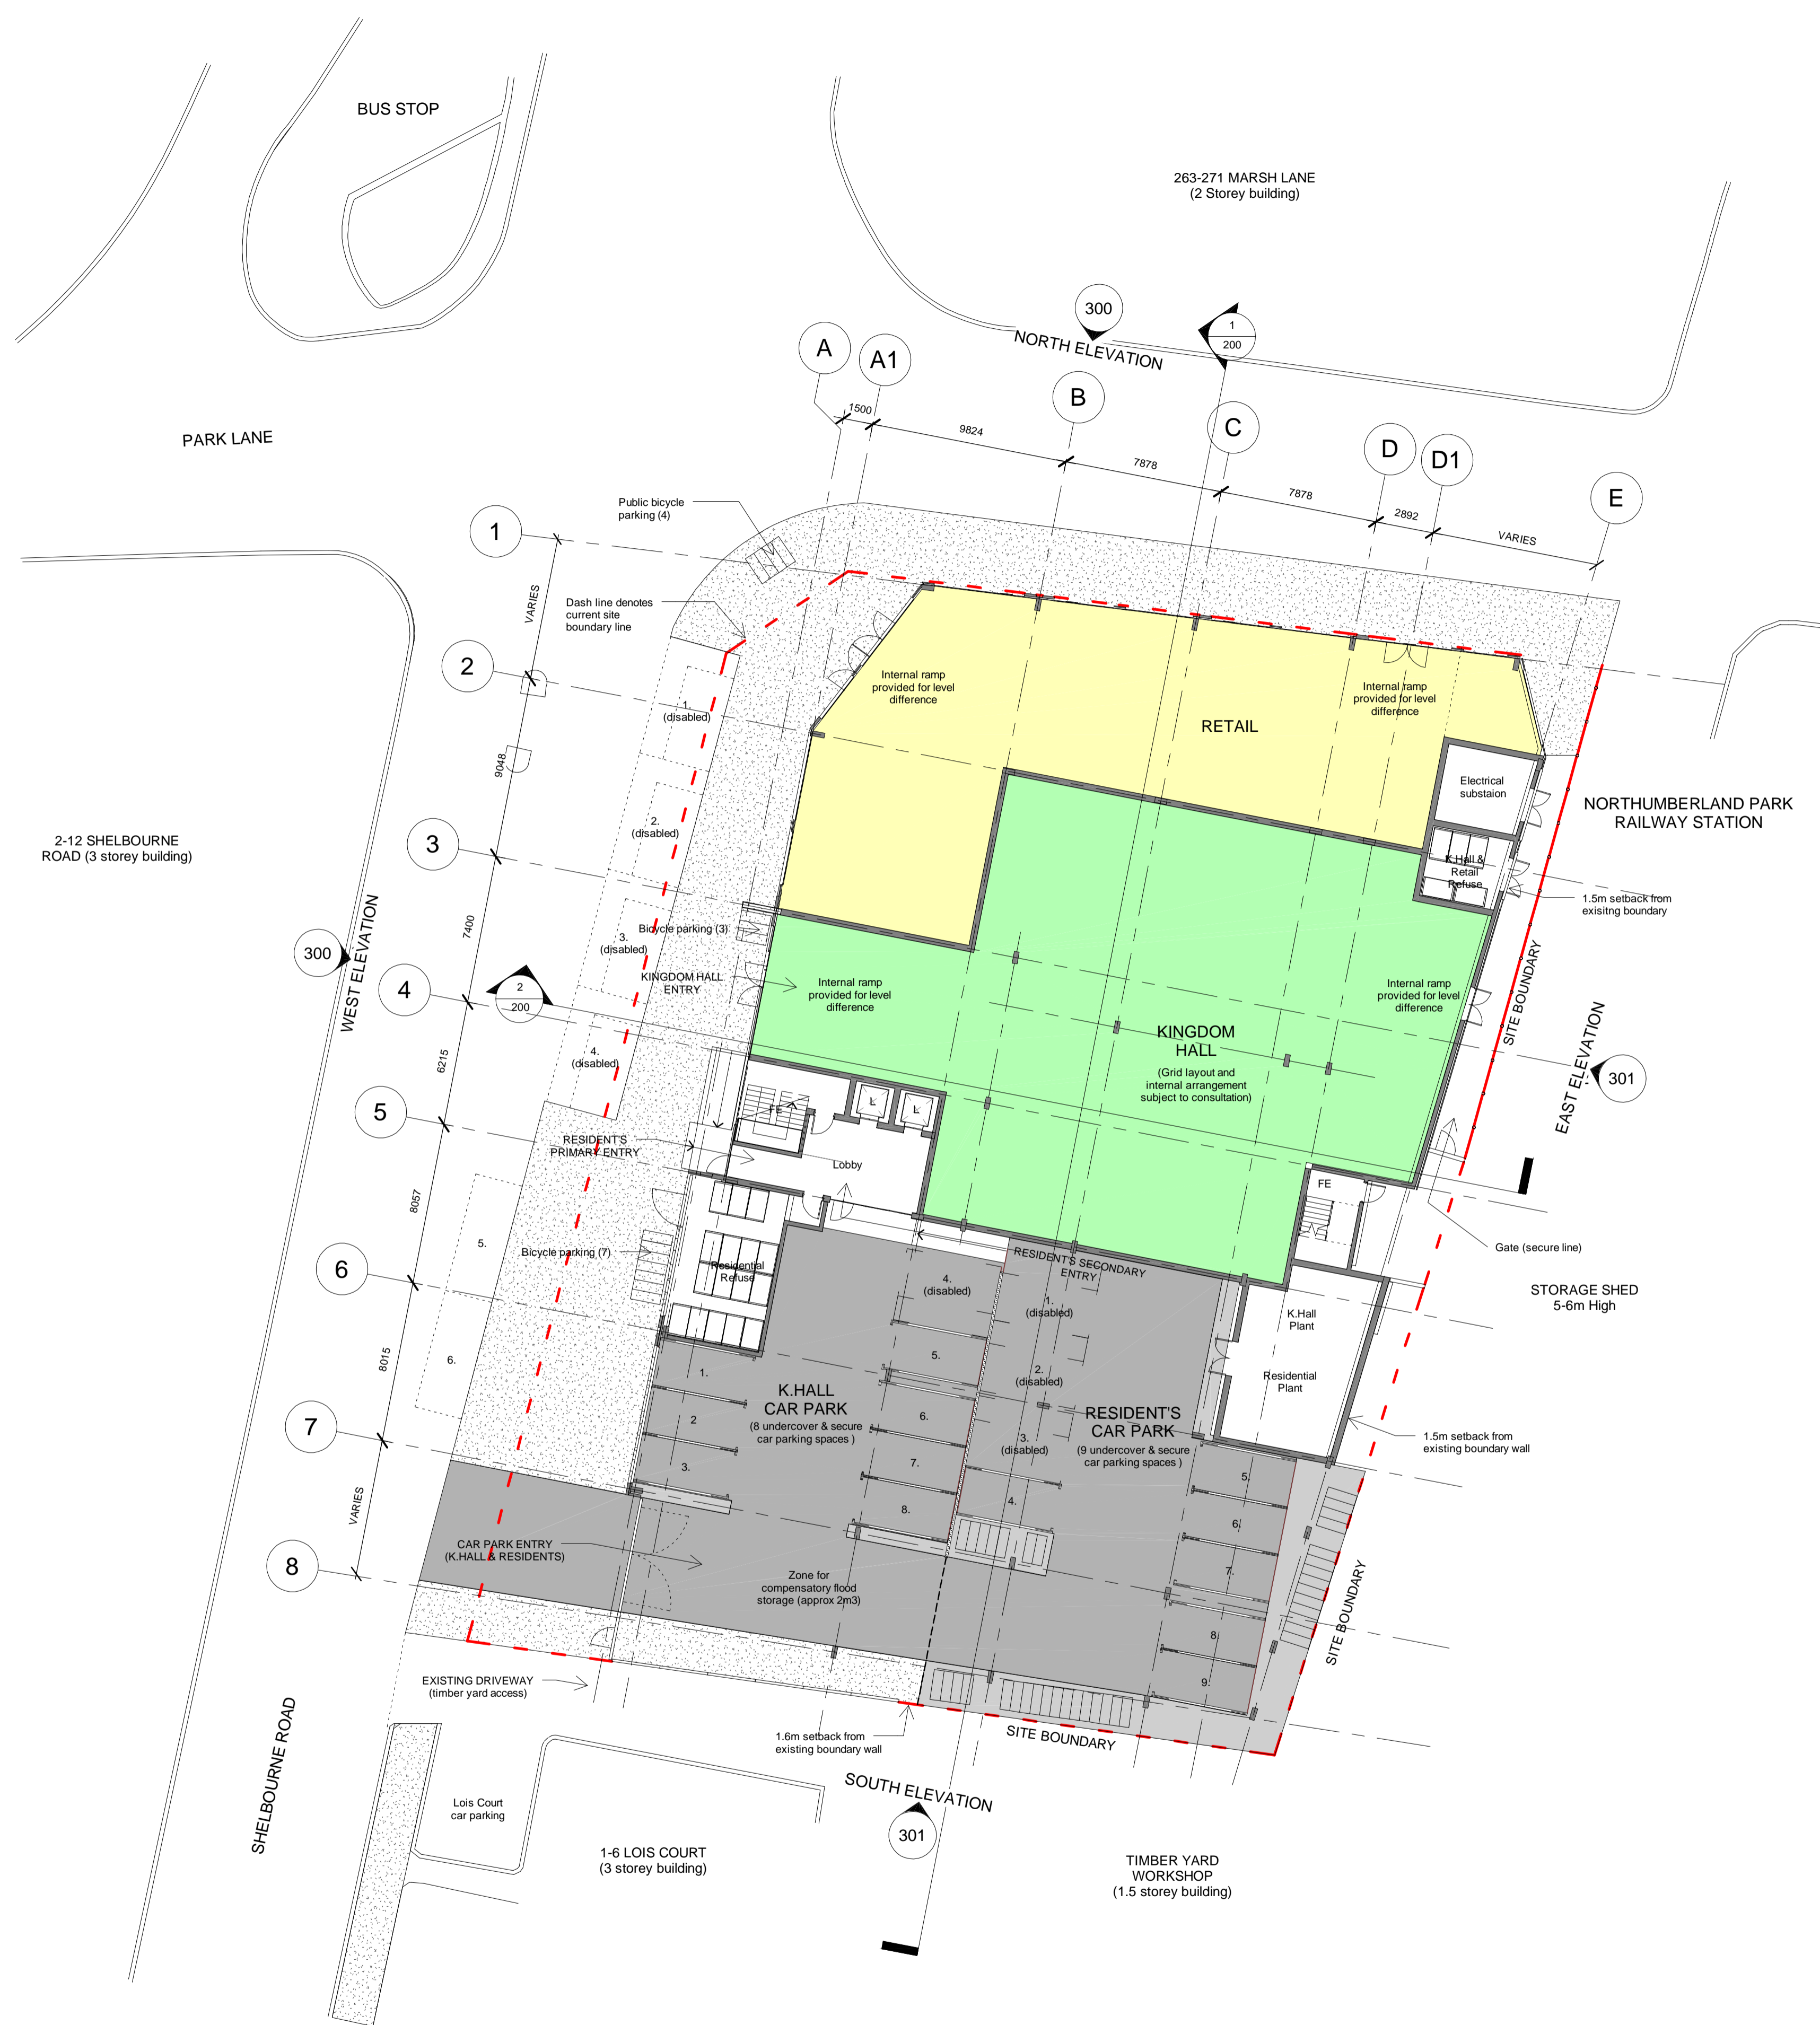 BUS STOP
263-271 MARSH LANE
(2 Storey building)
300
NORTH ELEVATION
1
200
A
A1
B
C
D
D1
E
1500
9824
7878
7878
2892
VARIES
PARK LANE
Public bicycle
parking (4)
Dash line denotes
current site
boundary line
1
2
3
4
5
6
7
8
VARIES
9048
7400
6215
8057
8015
VARIES
2-12 SHELBOURNE
ROAD (3 storey building)
300
WEST ELEVATION
2
200
1.
(disabled)
2.
(disabled)
3.
(disabled)
4.
(disabled)
5.
6.
Internal ramp
provided for level
difference
RETAIL
Internal ramp
provided for level
difference
Electrical
substaion
K.Hall &
Retail
Refuse
NORTHUMBERLAND PARK
RAILWAY STATION
1.5m setback from
exisitng boundary
SITE BOUNDARY
EAST ELEVATION
301
Bicycle parking (3)
KINGDOM HALL
ENTRY
Internal ramp
provided for level
difference
Internal ramp
provided for level
difference
KINGDOM
HALL
(Grid layout and
internal arrangement
subject to consultation)
FE
L
L
RESIDENT'S
PRIMARY ENTRY
Lobby
FE
Gate (secure line)
STORAGE SHED
5-6m High
Bicycle parking (7)
Residential
Refuse
RESIDENT'S SECONDARY
ENTRY
4.
(disabled)
1.
(disabled)
K.Hall
Plant
Residential
Plant
1.
2
3.
K.HALL
CAR PARK
(8 undercover & secure
car parking spaces )
5.
6.
7.
8.
2.
(disabled)
3.
(disabled)
4.
RESIDENT'S
CAR PARK
(9 undercover & secure
car parking spaces )
5.
6.
7.
8.
9.
1.5m setback from
existing boundary wall
CAR PARK ENTRY
(K.HALL & RESIDENTS)
Zone for
compensatory flood
storage (approx 2m3)
SITE BOUNDARY
EXISTING DRIVEWAY
(timber yard access)
1.6m setback from
existing boundary wall
SITE BOUNDARY
SOUTH ELEVATION
301
SHELBOURNE ROAD
Lois Court
car parking
1-6 LOIS COURT
(3 storey building)
TIMBER YARD
WORKSHOP
(1.5 storey building)